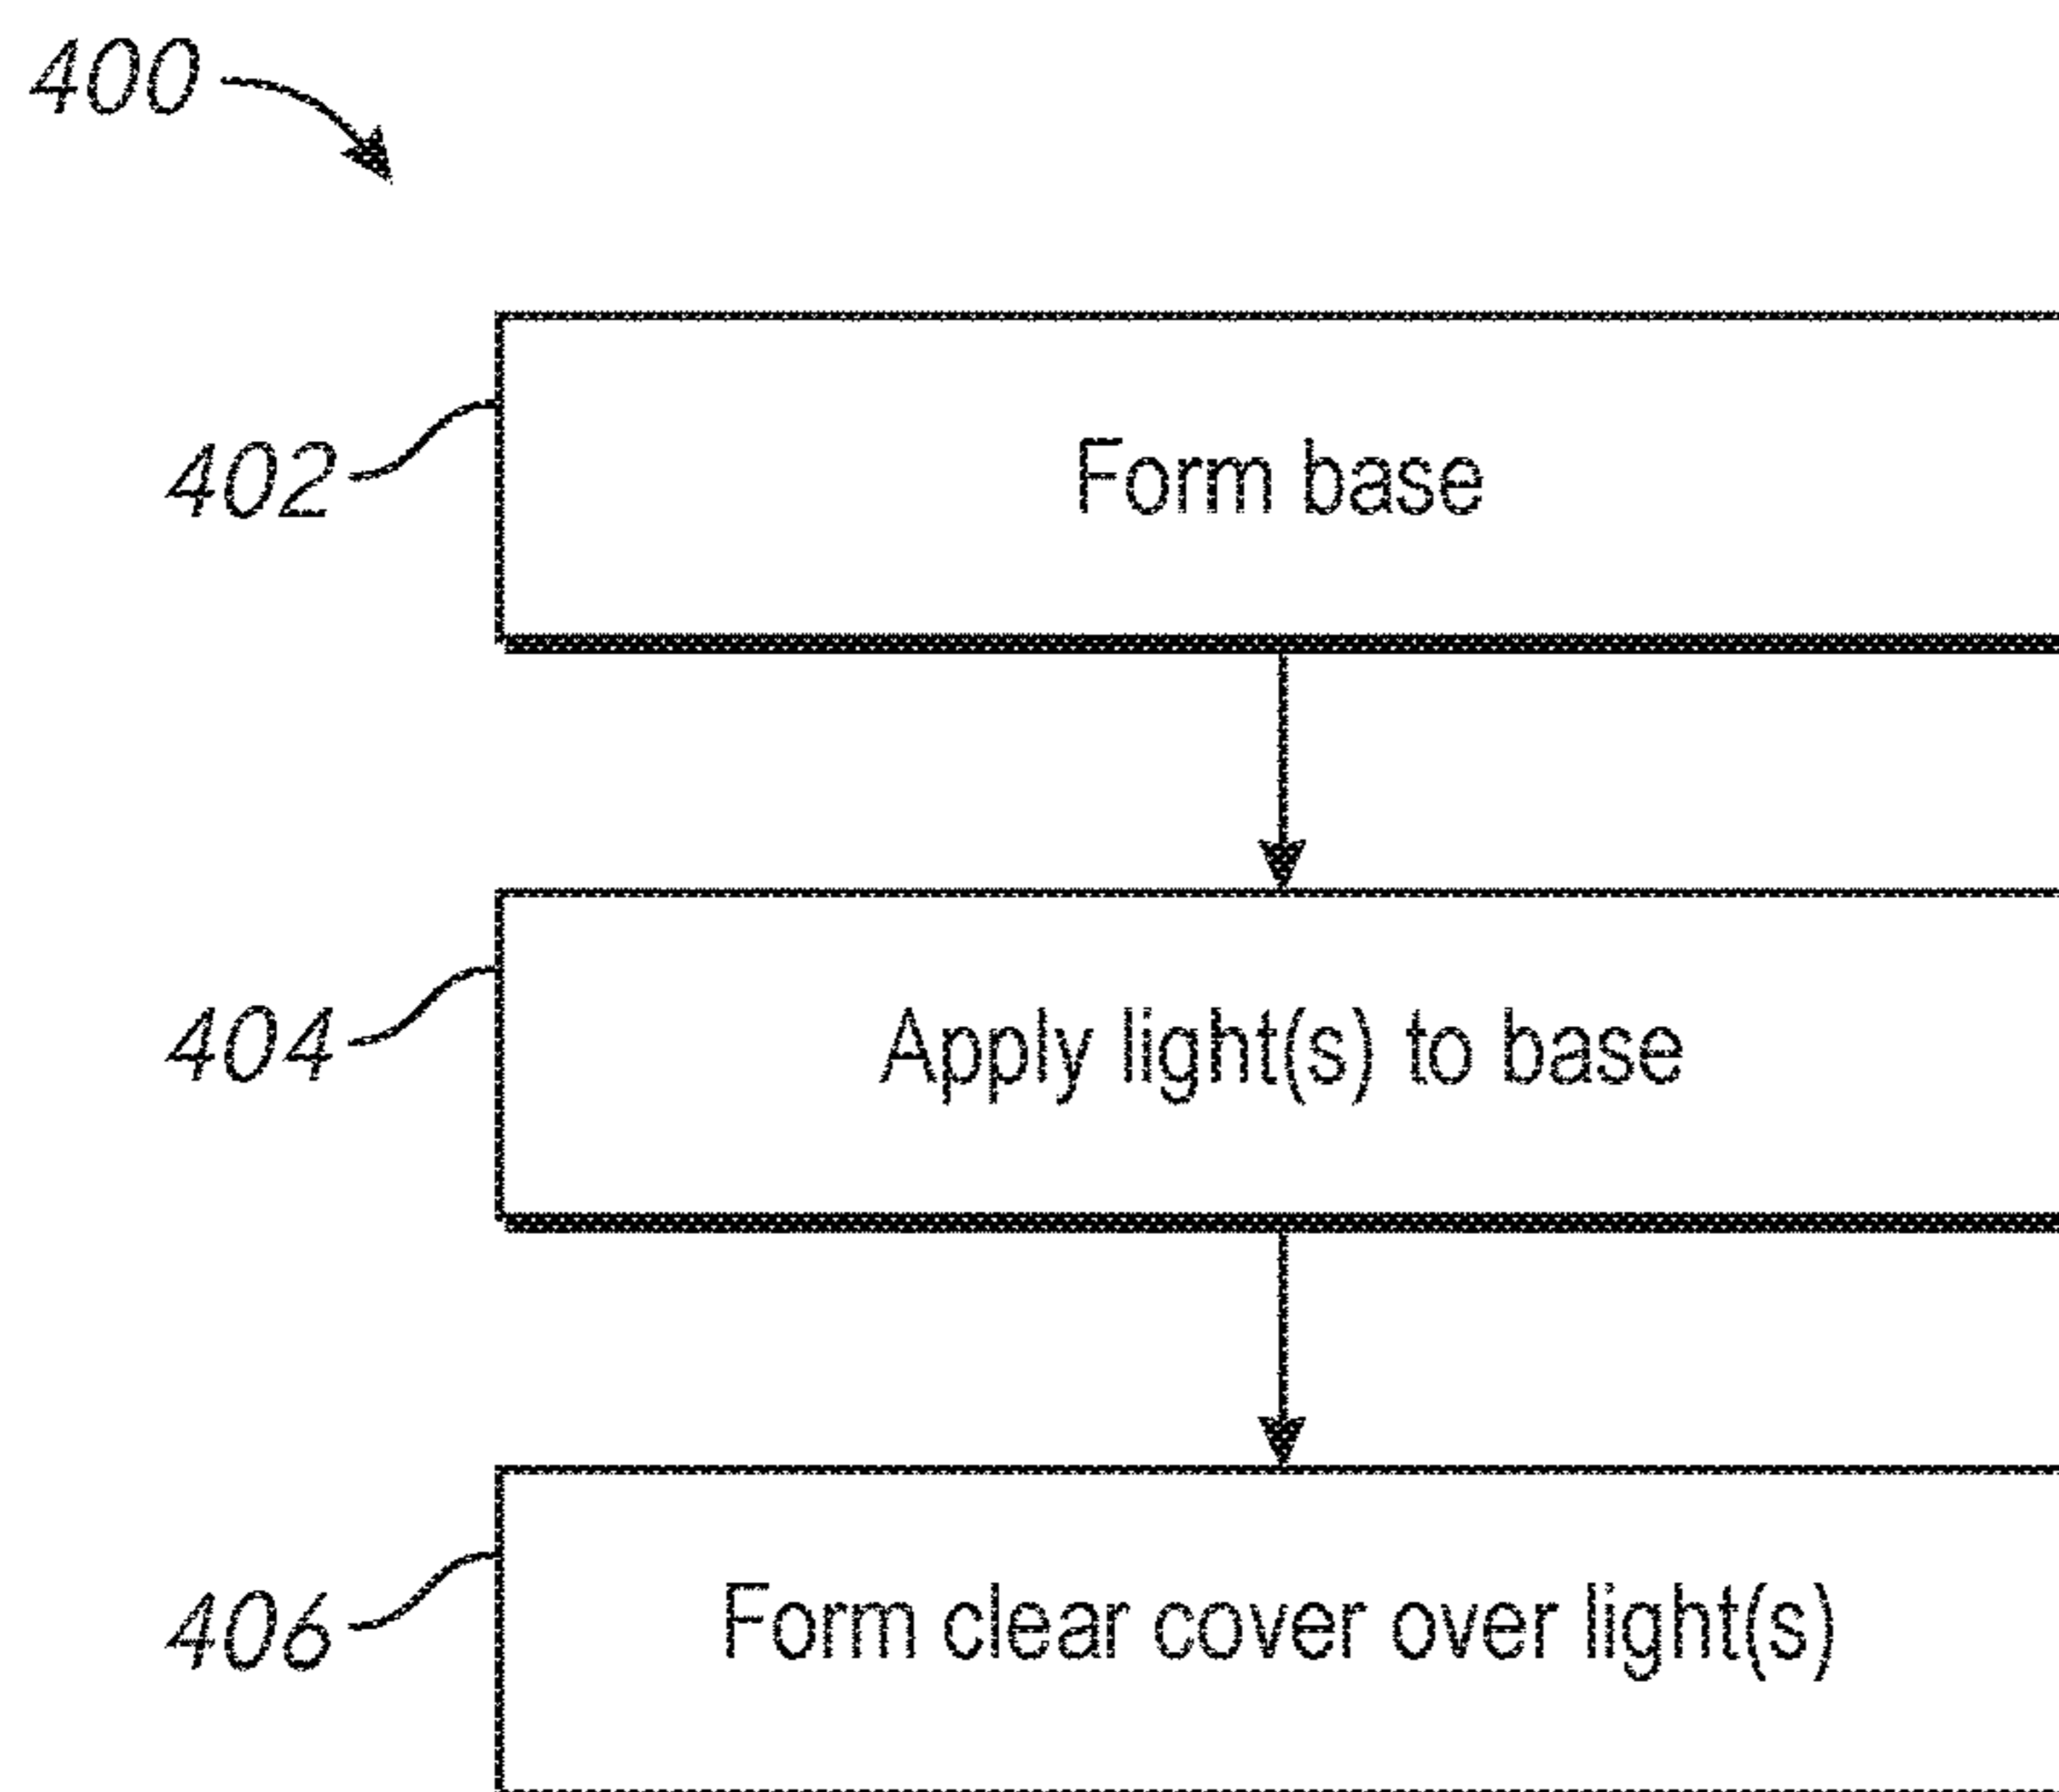 400
402
Form base
404
Apply light(s) to base
406
Form clear cover over light(s)